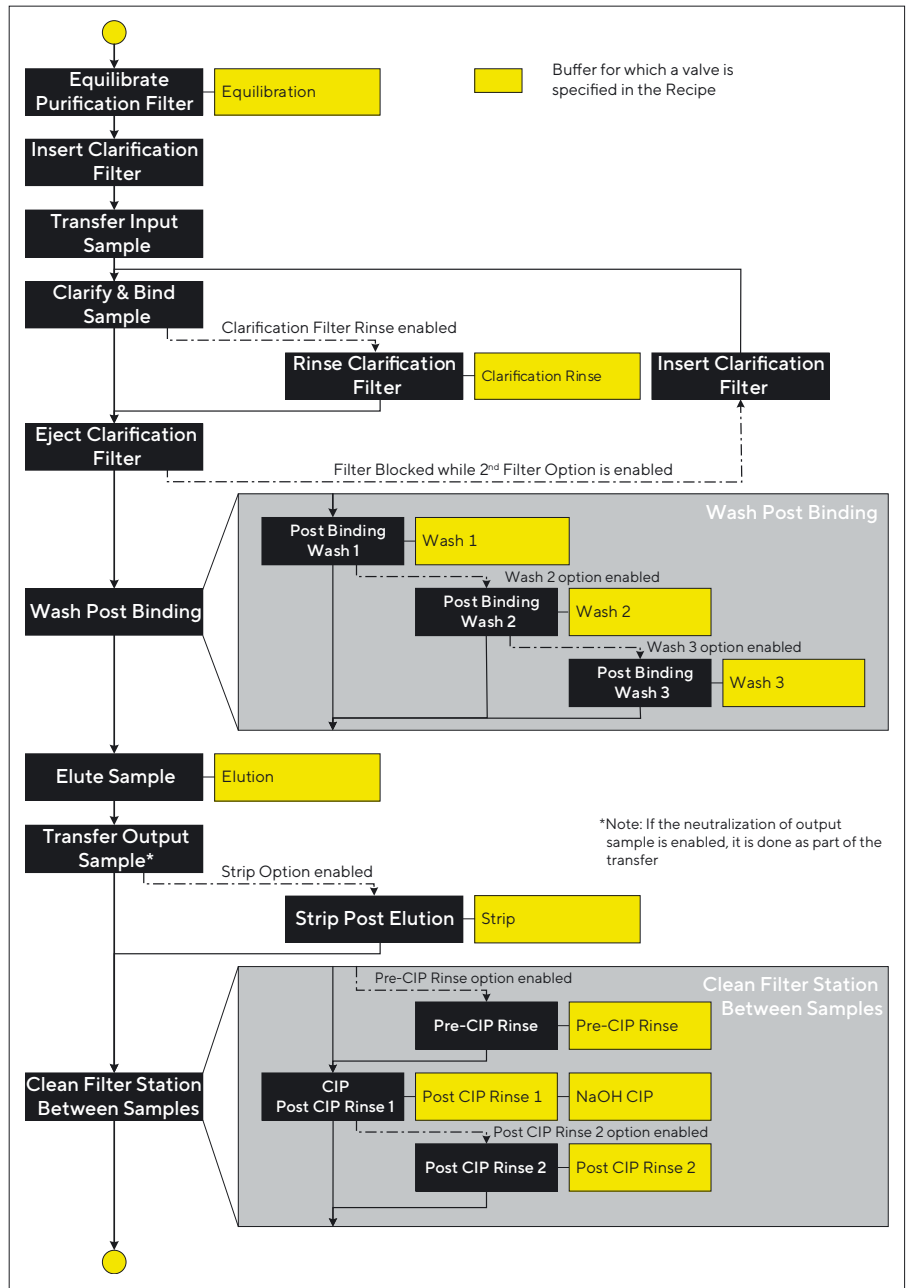 Equilibrate
Purification Filter
Equilibration
Buffer for which a valve is
specified in the Recipe
Insert Clarification
Filter
Transfer Input
Sample
Clarify & Bind
Sample
Clarification Filter Rinse enabled
Rinse Clarification
Filter
Clarification Rinse
Insert Clarification
Filter
Eject Clarification
Filter
Filter Blocked while 2nd Filter Option is enabled
Wash Post Binding
Post Binding
Wash 1
Wash 1
Wash 2 option enabled
Wash Post Binding
Post Binding
Wash 2
Wash 2
Wash 3 option enabled
Post Binding
Wash 3
Wash 3
Elute Sample
Elution
Transfer Output
Sample*
*Note: If the neutralization of output
sample is enabled, it is done as part of the
transfer
Strip Option enabled
Strip Post Elution
Strip
Clean Filter Station
Between Samples
Pre-CIP Rinse option enabled
Pre-CIP Rinse
Pre-CIP Rinse
Clean Filter Station
Between Samples
CIP
Post CIP Rinse 1
Post CIP Rinse 1
NaOH CIP
Post CIP Rinse 2 option enabled
Post CIP Rinse 2
Post CIP Rinse 2